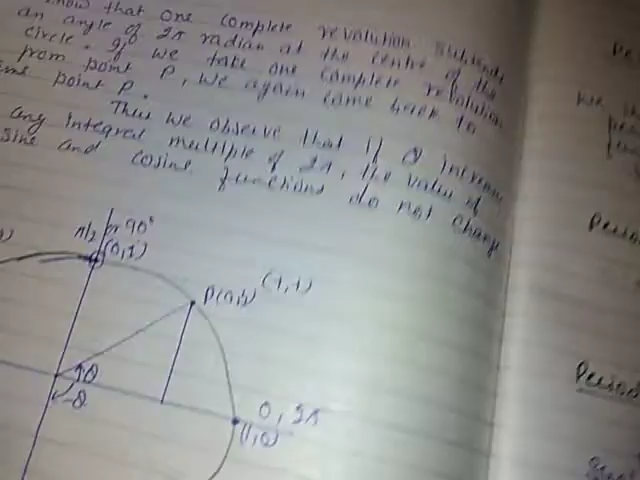 know that one complete revolution subtends
an angle of 2π radian at the centre of the
circle. If we take one complete revolution
from point P, we again come back to
point P.
Thus we observe that if θ increases
any integral multiple of 2π, the value of
sine and cosine functions do not change
π/2 or 90°
(0,1)
P(a,b) (1,1)
θ
-θ
0, 2π
(1,0)
Period